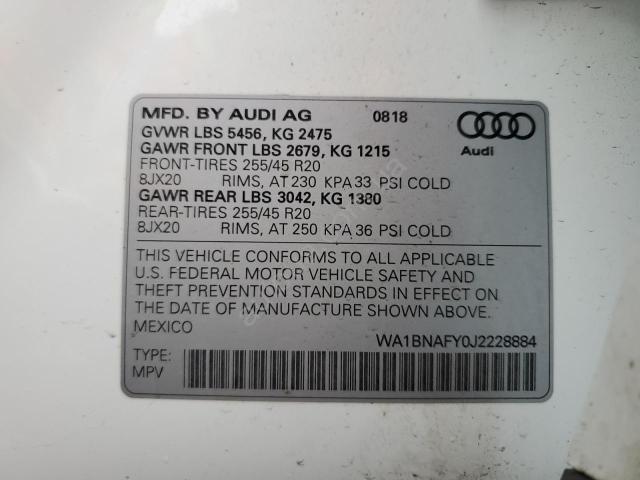 MFD. BY AUDI AG 0818
GVWR LBS 5456, KG 2475
GAWR FRONT LBS 2679, KG 1215
FRONT-TIRES 255/45 R20
8JX20 RIMS, AT 230 KPA 33 PSI COLD
GAWR REAR LBS 3042, KG 1380
REAR-TIRES 255/45 R20
8JX20 RIMS, AT 250 KPA 36 PSI COLD
Audi
THIS VEHICLE CONFORMS TO ALL APPLICABLE
U.S. FEDERAL MOTOR VEHICLE SAFETY AND
THEFT PREVENTION STANDARDS IN EFFECT ON
THE DATE OF MANUFACTURE SHOWN ABOVE.
MEXICO
WA1BNAFY0J2228884
TYPE:
MPV